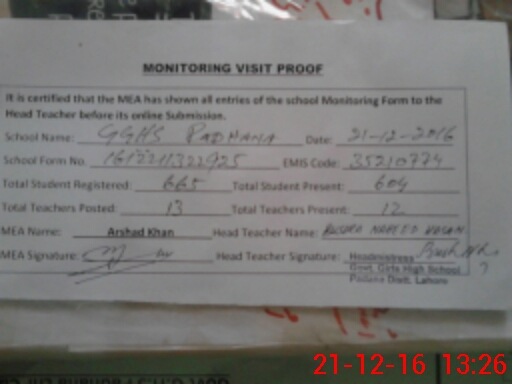 MONITORING VISIT PROOF
It is certified that the MEA has shown all entries of the school Monitoring Form to the
Head Teacher before its online Submission.
School Name: GGHS PADHANA Date: 21-12-2016
School Form No. EMIS Code: 35210774
Total Student Registered: 665 Total Student Present: 604
Total Teachers Posted: 13 Total Teachers Present: 12
MEA Name: Arshad Khan Head Teacher Name: BUSHRA NAHEED
MEA Signature: Head Teacher Signature: Headmistress
Govt. Girls High School
Padana Distt. Lahore
21-12-16 13:26